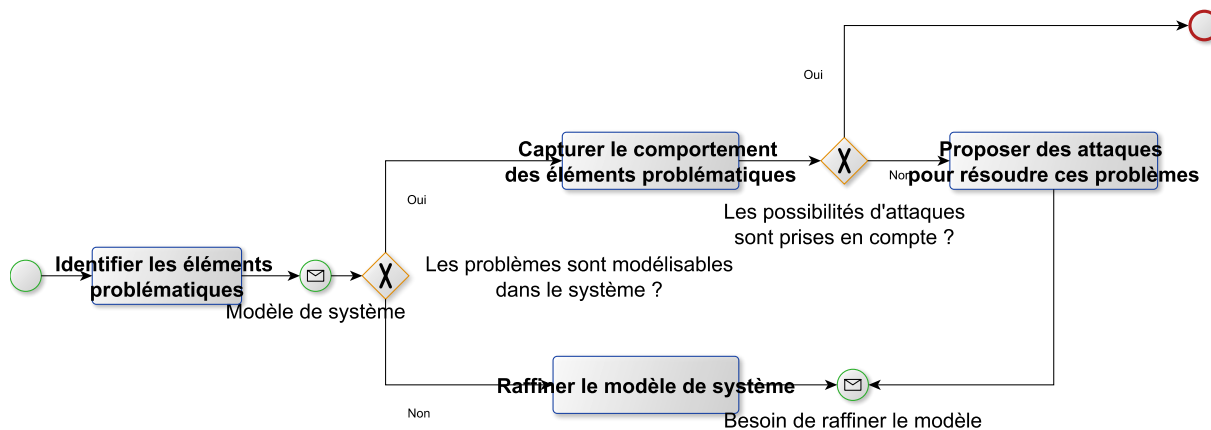 Oui
Capturer le comportement
des éléments problématiques
Non
Proposer des attaques
pour résoudre ces problèmes
Oui
Les possibilités d'attaques
sont prises en compte ?
Identifier les éléments
problématiques
Modèle de système
Les problèmes sont modélisables
dans le système ?
Raffiner le modèle de système
Non
Besoin de raffiner le modèle